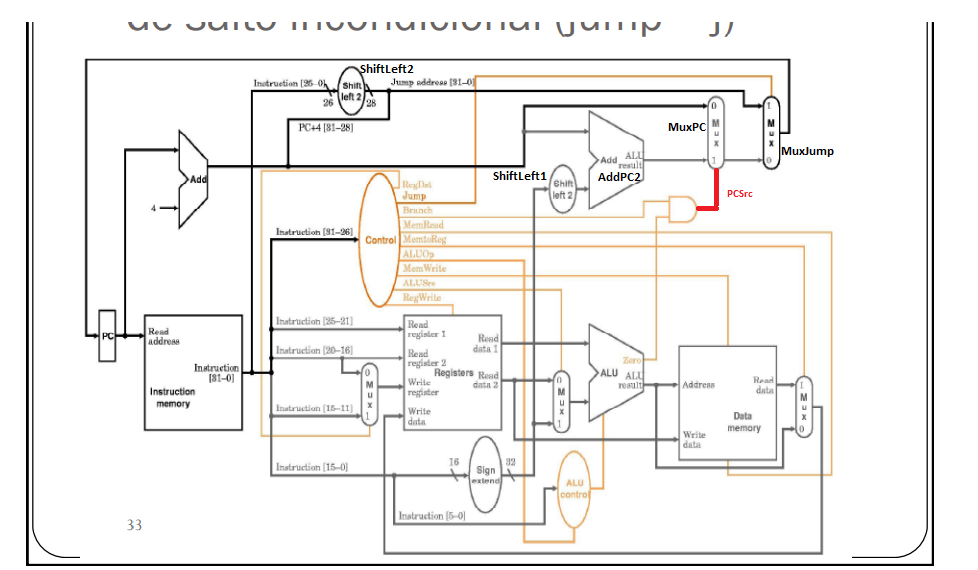 de salto incondicional (jump – j)
ShiftLeft2
Instruction [25–0]
Shift
left 2
Jump address [31–0]
26
28
PC+4 [31–28]
Add
4
ShiftLeft1
Shift
left 2
Add
ALU
result
AddPC2
MuxPC
0
M
u
x
1
1
M
u
x
0
MuxJump
PCSrc
Instruction [31–26]
Control
RegDst
Jump
Branch
MemRead
MemtoReg
ALUOp
MemWrite
ALUSrc
RegWrite
PC
Read
address
Instruction
[31–0]
Instruction
memory
Instruction [25–21]
Instruction [20–16]
Instruction [15–11]
0
M
u
x
1
Read
register 1
Read
register 2
Write
register
Write
data
Registers
Read
data 1
Read
data 2
0
M
u
x
1
Zero
ALU
ALU
result
Address
Read
data
Data
memory
Write
data
1
M
u
x
0
Instruction [15–0]
16
Sign
extend
32
ALU
control
Instruction [5–0]
33